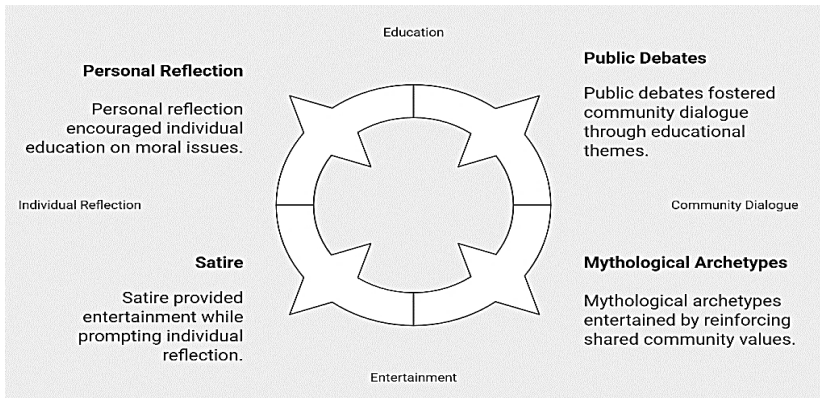 Education
Personal Reflection
Personal reflection
encouraged individual
education on moral issues.
Public Debates
Public debates fostered
community dialogue
through educational
themes.
Individual Reflection
Community Dialogue
Satire
Satire provided
entertainment while
prompting individual
reflection.
Mythological Archetypes
Mythological archetypes
entertained by reinforcing
shared community values.
Entertainment